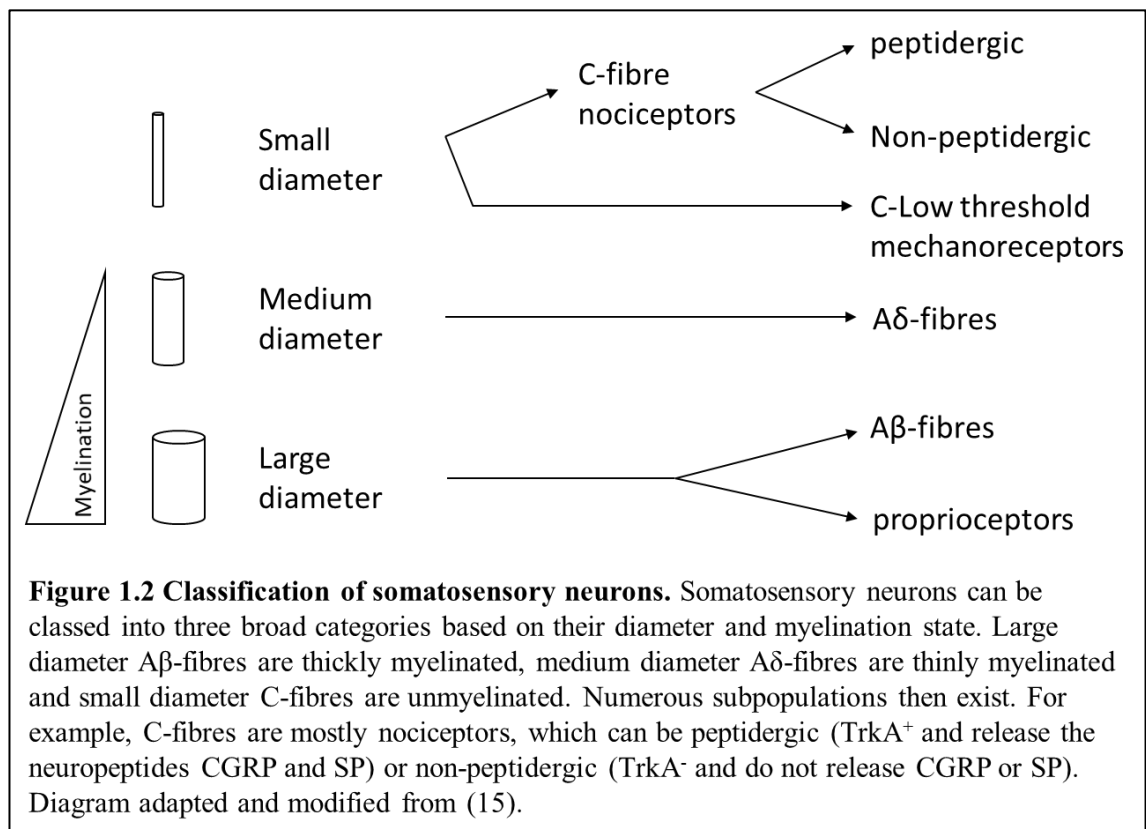 peptidergic
C-fibre
nociceptors
Non-peptidergic
Small
diameter
C-Low threshold
mechanoreceptors
Medium
diameter
Aδ-fibres
Myelination
Aβ-fibres
Large
diameter
proprioceptors
Figure 1.2 Classification of somatosensory neurons. Somatosensory neurons can be
classed into three broad categories based on their diameter and myelination state. Large
diameter Aβ-fibres are thickly myelinated, medium diameter Aδ-fibres are thinly myelinated
and small diameter C-fibres are unmyelinated. Numerous subpopulations then exist. For
example, C-fibres are mostly nociceptors, which can be peptidergic (TrkA⁺ and release the
neuropeptides CGRP and SP) or non-peptidergic (TrkA⁻ and do not release CGRP or SP).
Diagram adapted and modified from (15).